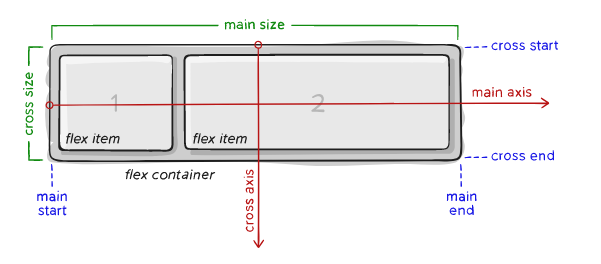 main size
cross start
cross size
1
2
main axis
flex item
flex item
cross end
flex container
cross axis
main
start
main
end